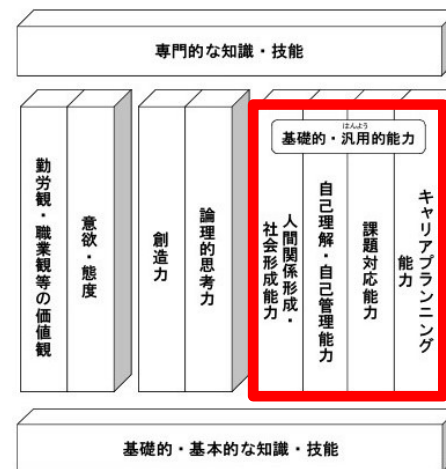 専門的な知識・技能
勤労観・職業観等の価値観
意欲・態度
創造力
論理的思考力
はんよう
基礎的・汎用的能力
人間関係形成・
社会形成能力
自己理解・自己管理能力
課題対応能力
キャリアプランニング
能力
基礎的・基本的な知識・技能